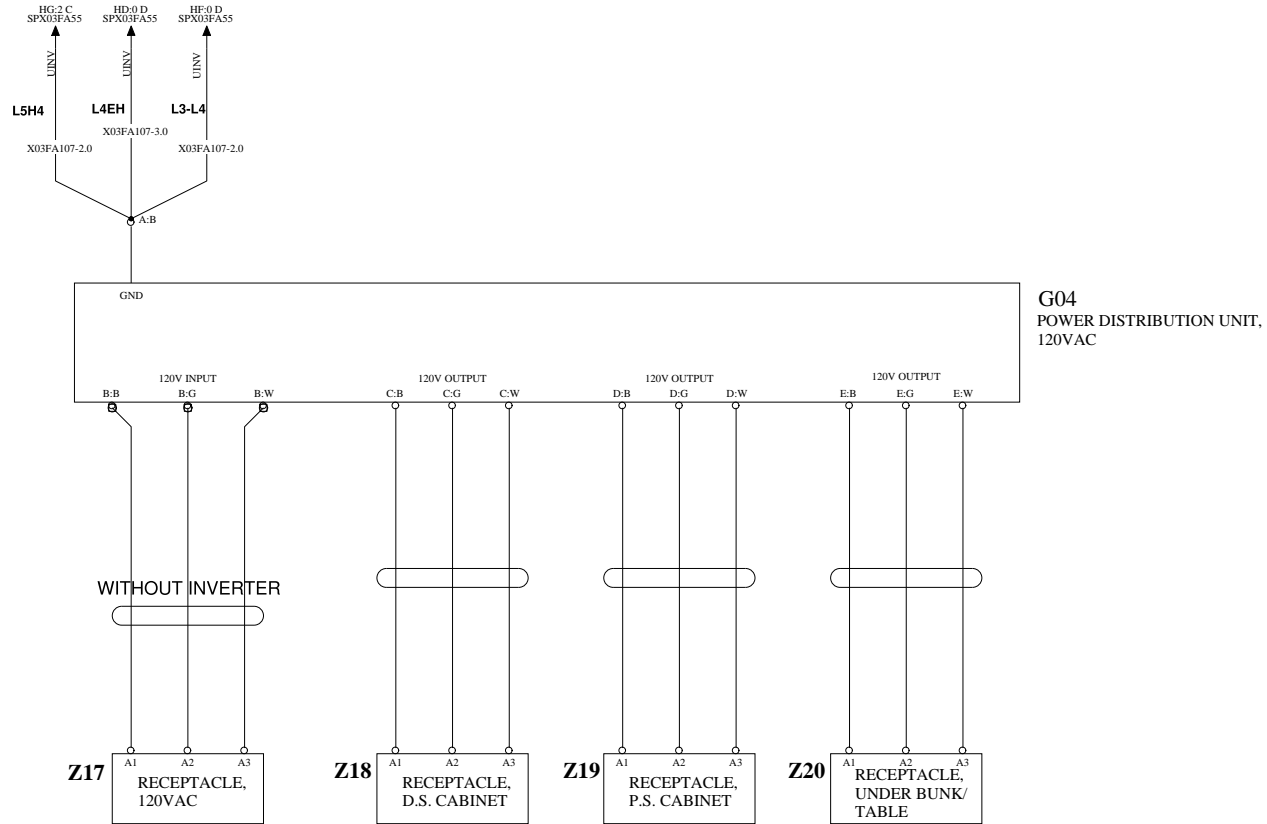 HG:2 C HD:0 D HF:0 D
SPX03FA55 SPX03FA55 SPX03FA55
UINV UINV UINV
L5H4 L4EH L3-L4
X03FA107-3.0
X03FA107-2.0 X03FA107-2.0
A:B
GND
G04
POWER DISTRIBUTION UNIT,
120VAC
120V INPUT 120V OUTPUT 120V OUTPUT 120V OUTPUT
B:B B:G B:W C:B C:G C:W D:B D:G D:W E:B E:G E:W
WITHOUT INVERTER
Z17 A1 A2 A3
RECEPTACLE,
120VAC
Z18 A1 A2 A3
RECEPTACLE,
D.S. CABINET
Z19 A1 A2 A3
RECEPTACLE,
P.S. CABINET
Z20 A1 A2 A3
RECEPTACLE,
UNDER BUNK/
TABLE